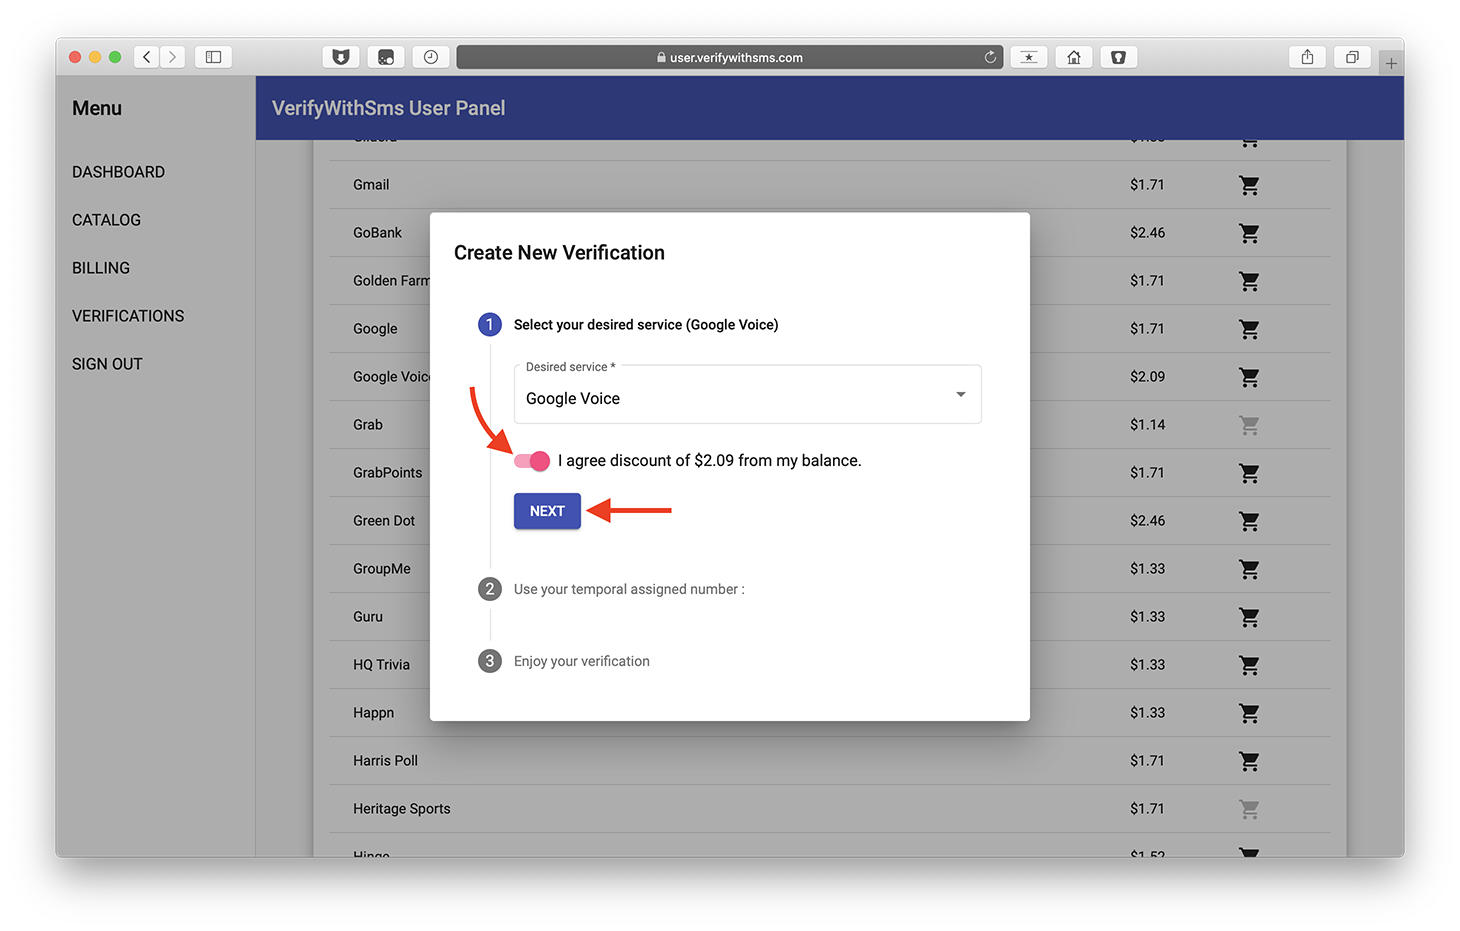 user.verifywithsms.com
Menu
VerifyWithSms User Panel
DASHBOARD
CATALOG
BILLING
VERIFICATIONS
SIGN OUT
Gmail $1.71
GoBank $2.46
Golden Farm $1.71
Google $1.71
Google Voic $2.09
Grab $1.14
GrabPoints $1.71
Green Dot $2.46
GroupMe $1.33
Guru $1.33
HQ Trivia $1.33
Happn $1.33
Harris Poll $1.71
Heritage Sports $1.71
Hinge $1.52
Create New Verification
1 Select your desired service (Google Voice)
Desired service *
Google Voice
I agree discount of $2.09 from my balance.
NEXT
2 Use your temporal assigned number :
3 Enjoy your verification